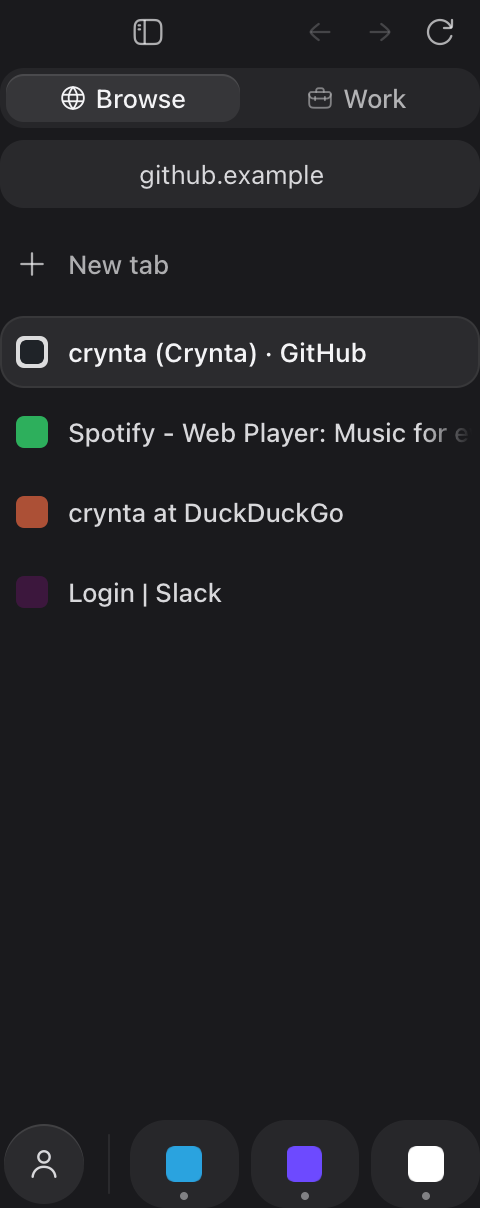 Browse
Work
github.example
New tab
crynta (Crynta) · GitHub
Spotify - Web Player: Music for e
crynta at DuckDuckGo
Login | Slack